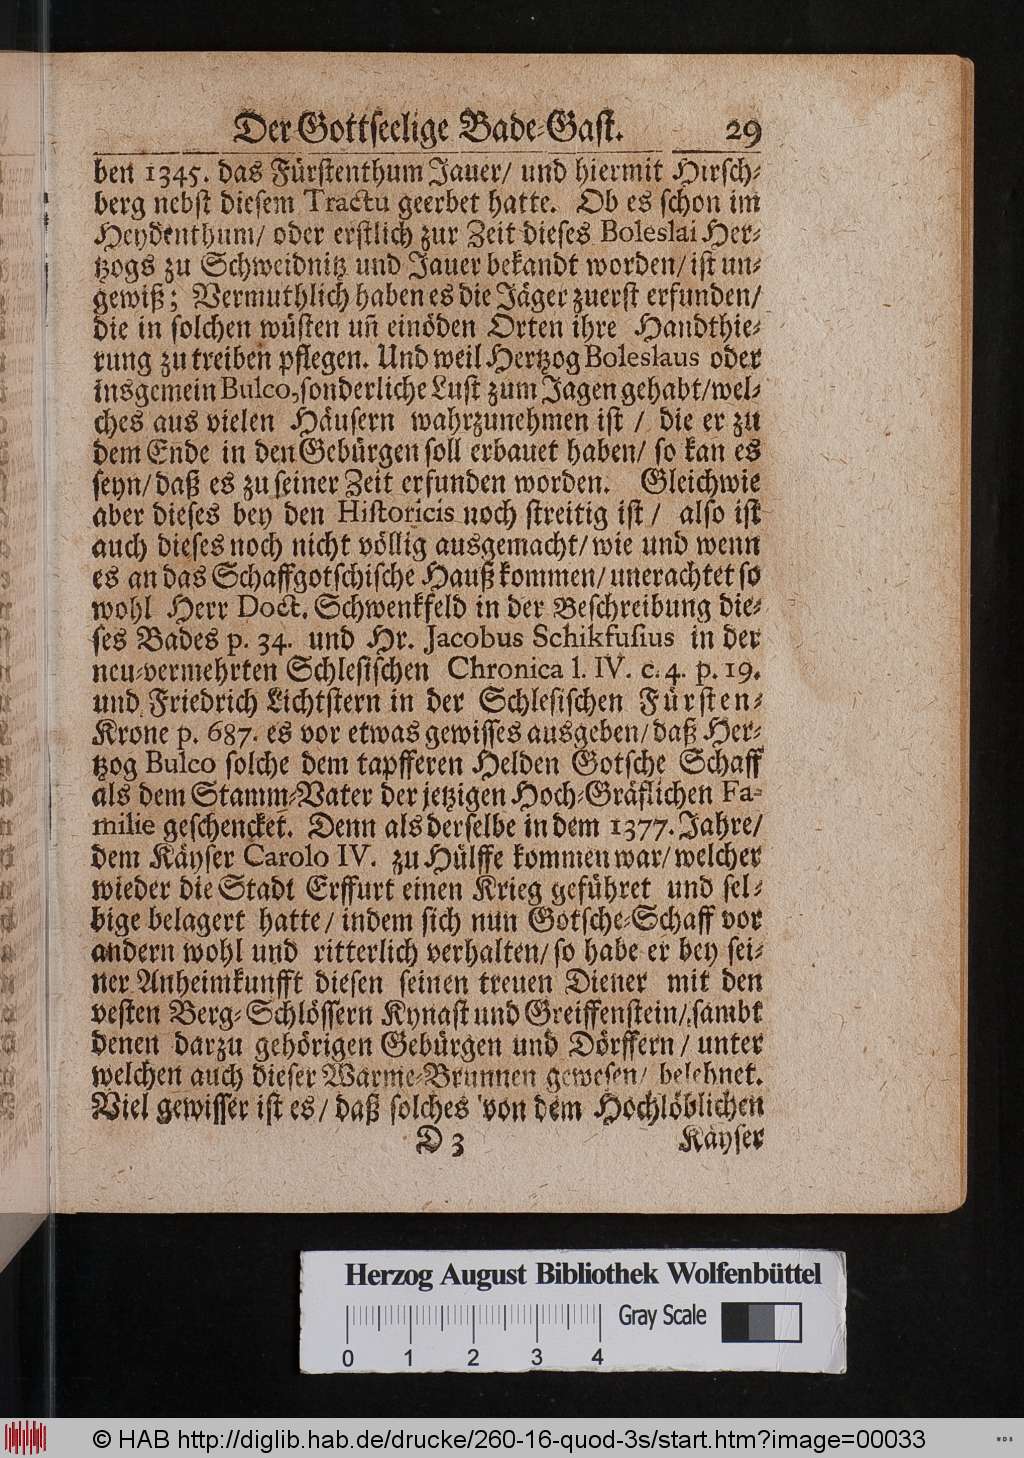 Der Gottseelige Bade-Gast. 29
ben 1345. das Fürstenthum Jauer/ und hiermit Hirsch-
berg nebst diesem Tractu geerbet hatte. Ob es schon im
Heydenthum/ oder erstlich zur Zeit dieses Boleslai Her-
tzogs zu Schweidnitz und Jauer bekandt worden/ ist un-
gewiß; Vermuthlich haben es die Jäger zuerst erfunden/
die in solchen wüsten uñ einöden Orten ihre Handthie-
rung zu treiben pflegen. Und weil Hertzog Boleslaus oder
insgemein Bulco, sonderliche Lust zum Jagen gehabt/ wel-
ches aus vielen Häusern wahrzunehmen ist / die er zu
dem Ende in den Gebürgen soll erbauet haben/ so kan es
seyn/ daß es zu seiner Zeit erfunden worden. Gleichwie
aber dieses bey den Historicis noch streitig ist / also ist
auch dieses noch nicht völlig ausgemacht/ wie und wenn
es an das Schaffgotschische Hauß kommen/ unerachtet so
wohl Herr Doct. Schwenkfeld in der Beschreibung die-
ses Bades p. 34. und Hr. Jacobus Schikfusius in der
neu-vermehrten Schlesischen Chronica l. IV. c. 4. p. 19.
und Friedrich Lichtstern in der Schlesischen Fürsten-
Krone p. 687. es vor etwas gewisses ausgeben/ daß Her-
tzog Bulco solche dem tapfferen Helden Gotsche Schaff
als dem Stamm-Vater der jetzigen Hoch-Gräflichen Fa-
milie geschencket. Denn als derselbe in dem 1377. Jahre/
dem Käyser Carolo IV. zu Hülffe kommen war/ welcher
wieder die Stadt Erffurt einen Krieg geführet und sel-
bige belagert hatte / indem sich nun Gotsche-Schaff vor
andern wohl und ritterlich verhalten/ so habe er bey sei-
ner Anheimkunfft diesen seinen treuen Diener mit den
vesten Berg-Schlössern Kynast und Greiffenstein/ sambt
denen darzu gehörigen Gebürgen und Dörffern / unter
welchen auch dieser Warme-Brunnen gewesen/ belehnet.
Viel gewisser ist es/ daß solches von dem Hochlöblichen
D 3 Käyser
Herzog August Bibliothek Wolfenbüttel
Gray Scale
0 1 2 3 4
© HAB http://diglib.hab.de/drucke/260-16-quod-3s/start.htm?image=00033
WDB